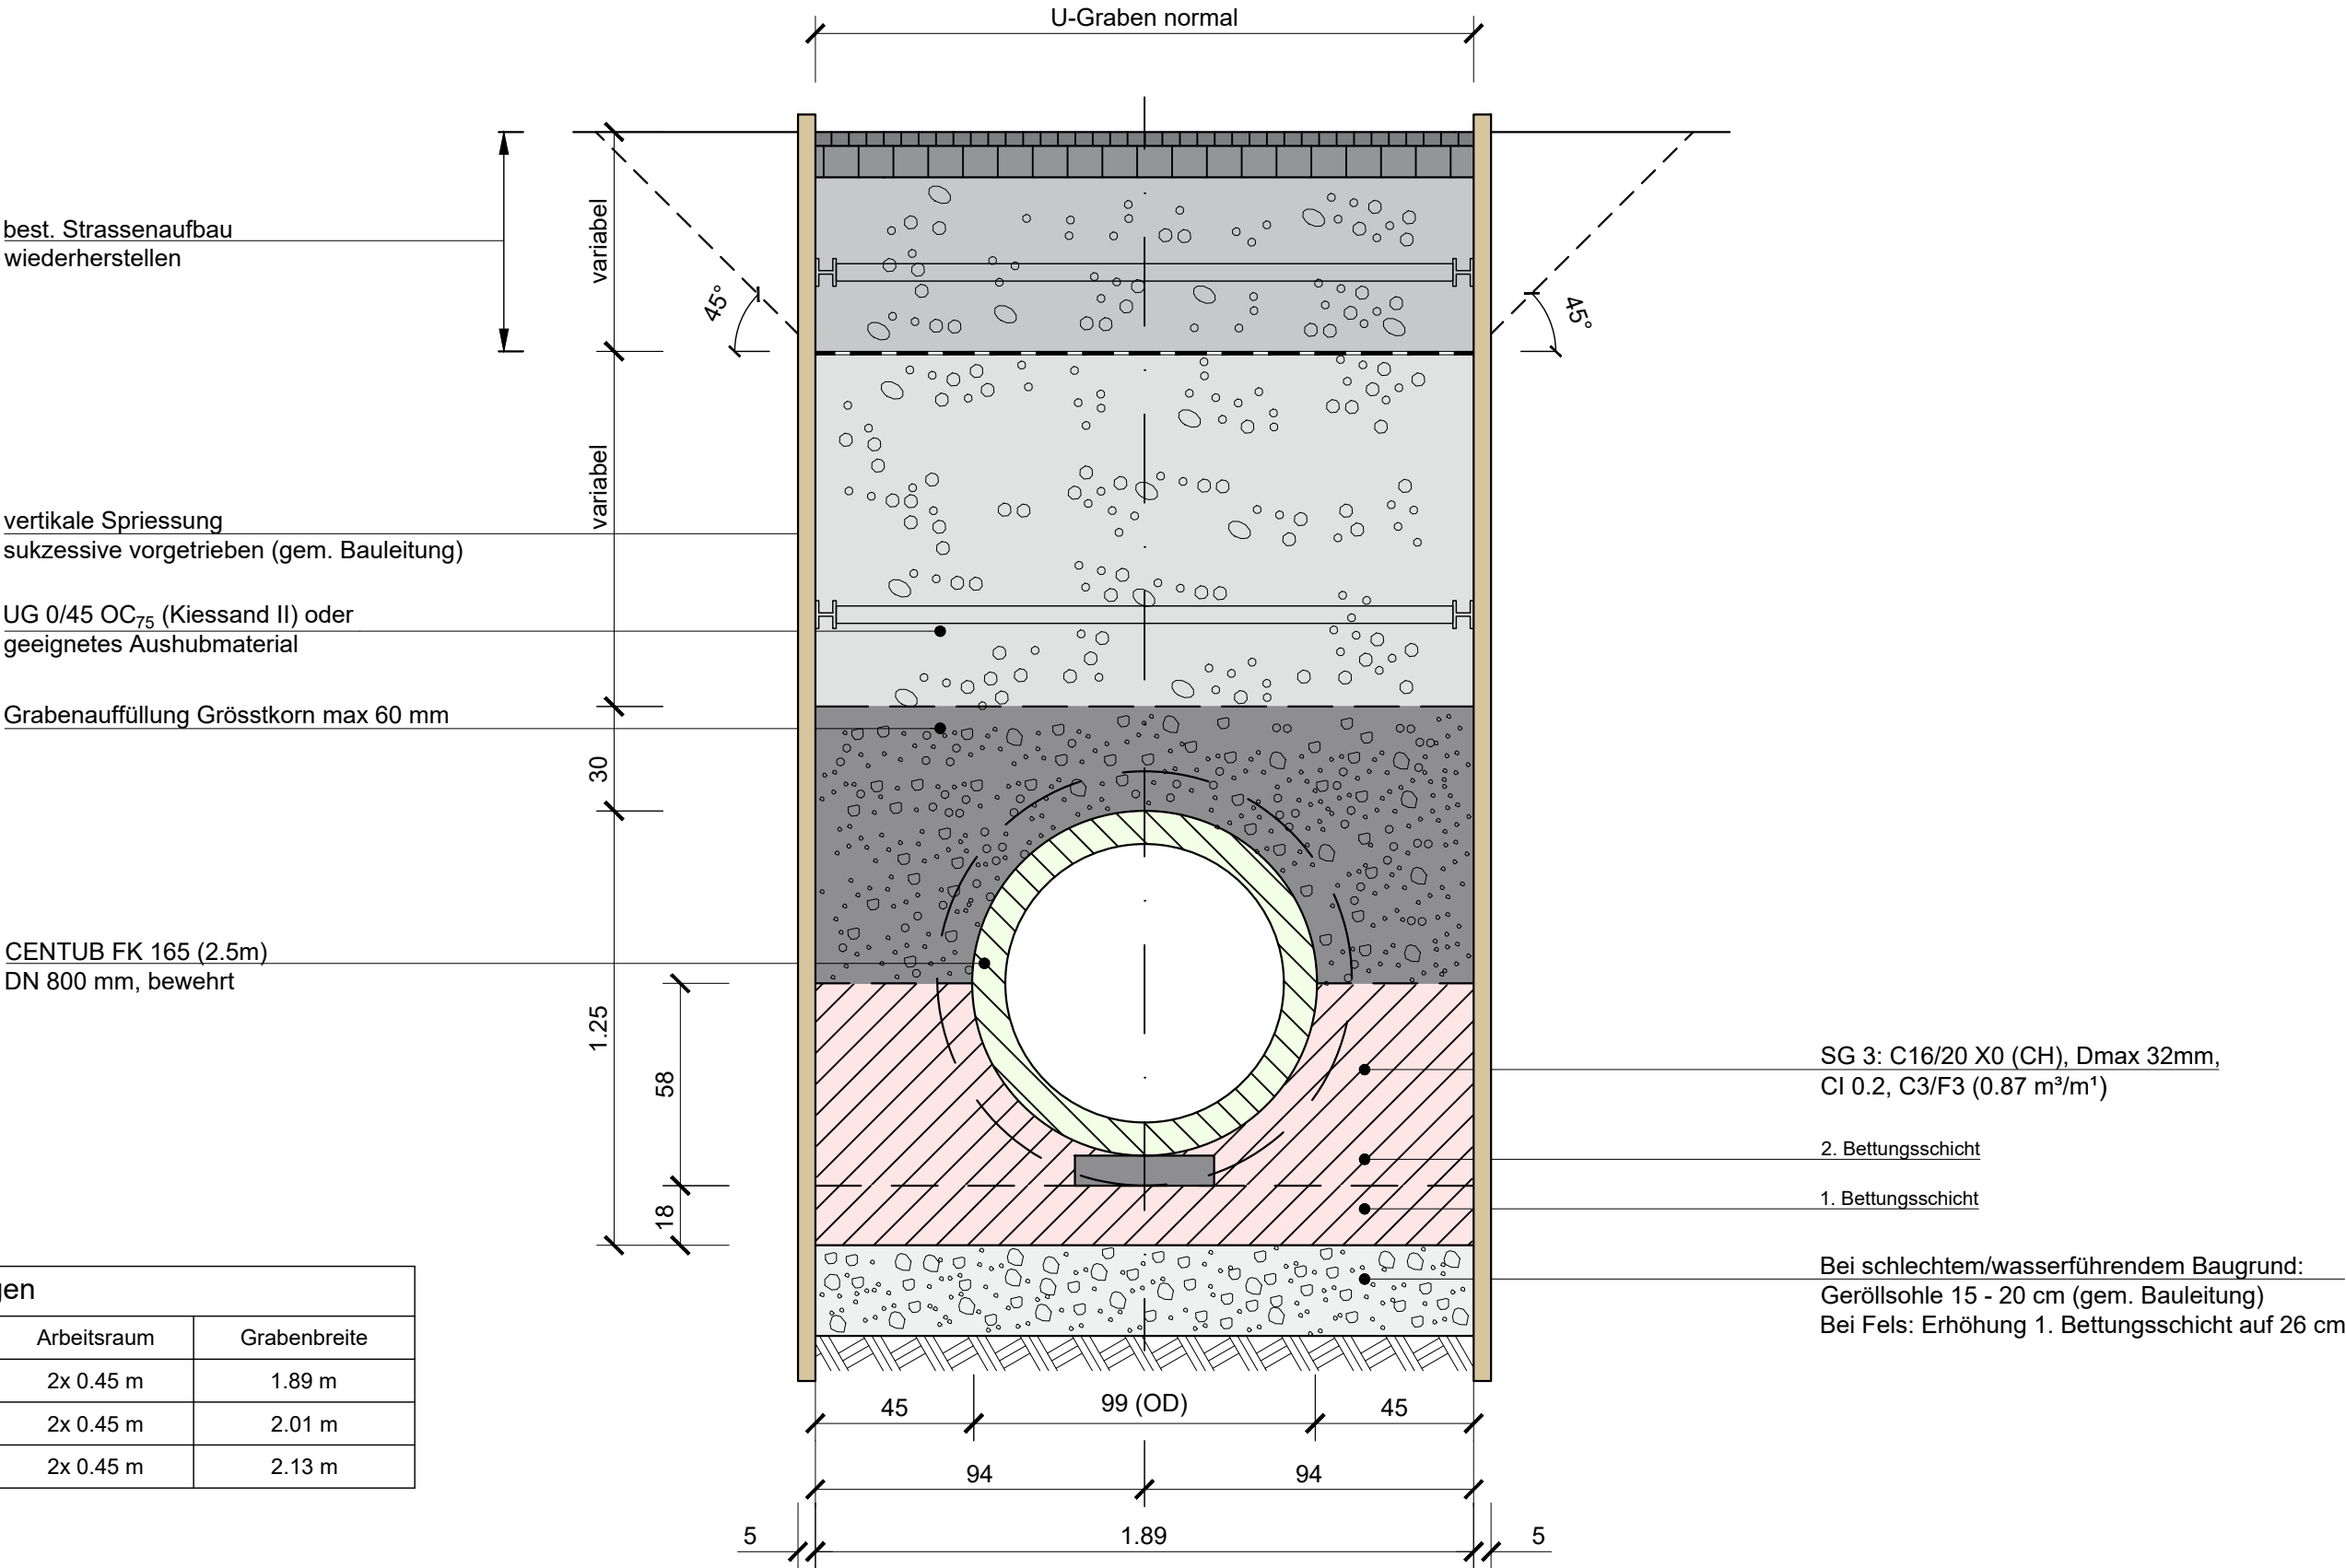 U-Graben normal
best. Strassenaufbau
wiederherstellen
variabel
45°
45°
variabel
vertikale Spriessung
sukzessive vorgetrieben (gem. Bauleitung)
UG 0/45 OC₇₅ (Kiessand II) oder
geeignetes Aushubmaterial
Grabenauffüllung Grösstkorn max 60 mm
30
CENTUB FK 165 (2.5m)
DN 800 mm, bewehrt
1.25
58
18
SG 3: C16/20 X0 (CH), Dmax 32mm,
Cl 0.2, C3/F3 (0.87 m³/m¹)
2. Bettungsschicht
1. Bettungsschicht
Bei schlechtem/wasserführendem Baugrund:
Geröllsohle 15 - 20 cm (gem. Bauleitung)
Bei Fels: Erhöhung 1. Bettungsschicht auf 26 cm
gen
Arbeitsraum Grabenbreite
2x 0.45 m 1.89 m
2x 0.45 m 2.01 m
2x 0.45 m 2.13 m
45 99 (OD) 45
94 94
5 1.89 5